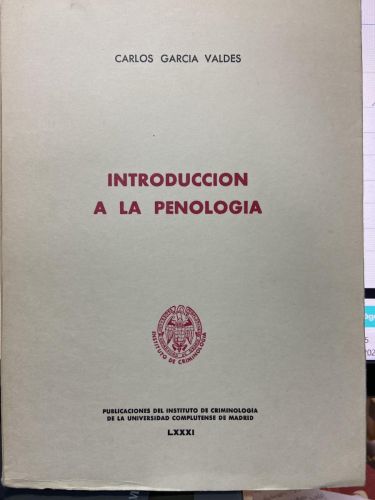 CARLOS GARCIA VALDES
INTRODUCCION
A LA PENOLOGIA
INSTITUTO DE CRIMINOLOGIA
PUBLICACIONES DEL INSTITUTO DE CRIMINOLOGIA
DE LA UNIVERSIDAD COMPLUTENSE DE MADRID
LXXXI